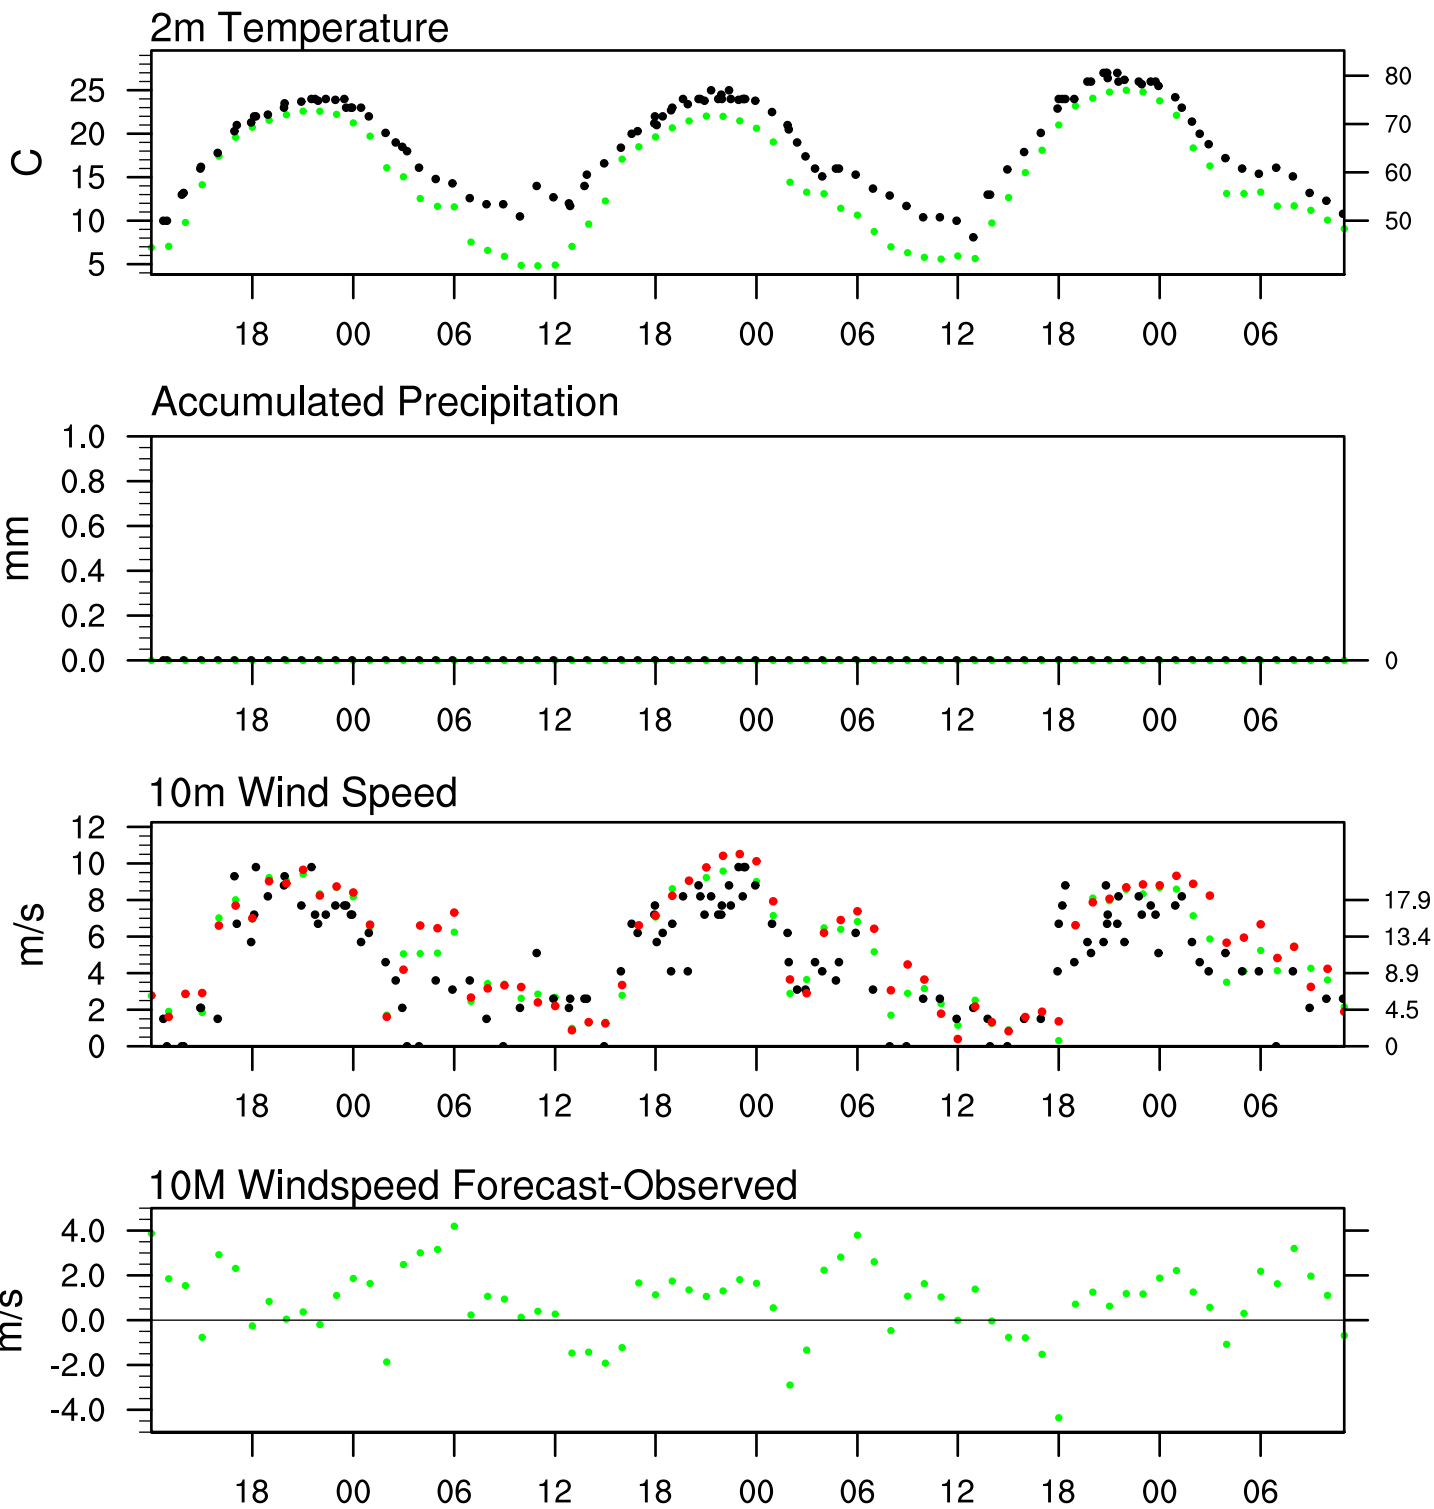 2m Temperature
25
20
15
10
5
C
80
70
60
50
18 00 06 12 18 00 06 12 18 00 06
Accumulated Precipitation
1.0
0.8
0.6
0.4
0.2
0.0
mm
0
18 00 06 12 18 00 06 12 18 00 06
10m Wind Speed
12
10
8
6
4
2
0
m/s
17.9
13.4
8.9
4.5
0
18 00 06 12 18 00 06 12 18 00 06
10M Windspeed Forecast-Observed
4.0
2.0
0.0
-2.0
-4.0
m/s
18 00 06 12 18 00 06 12 18 00 06